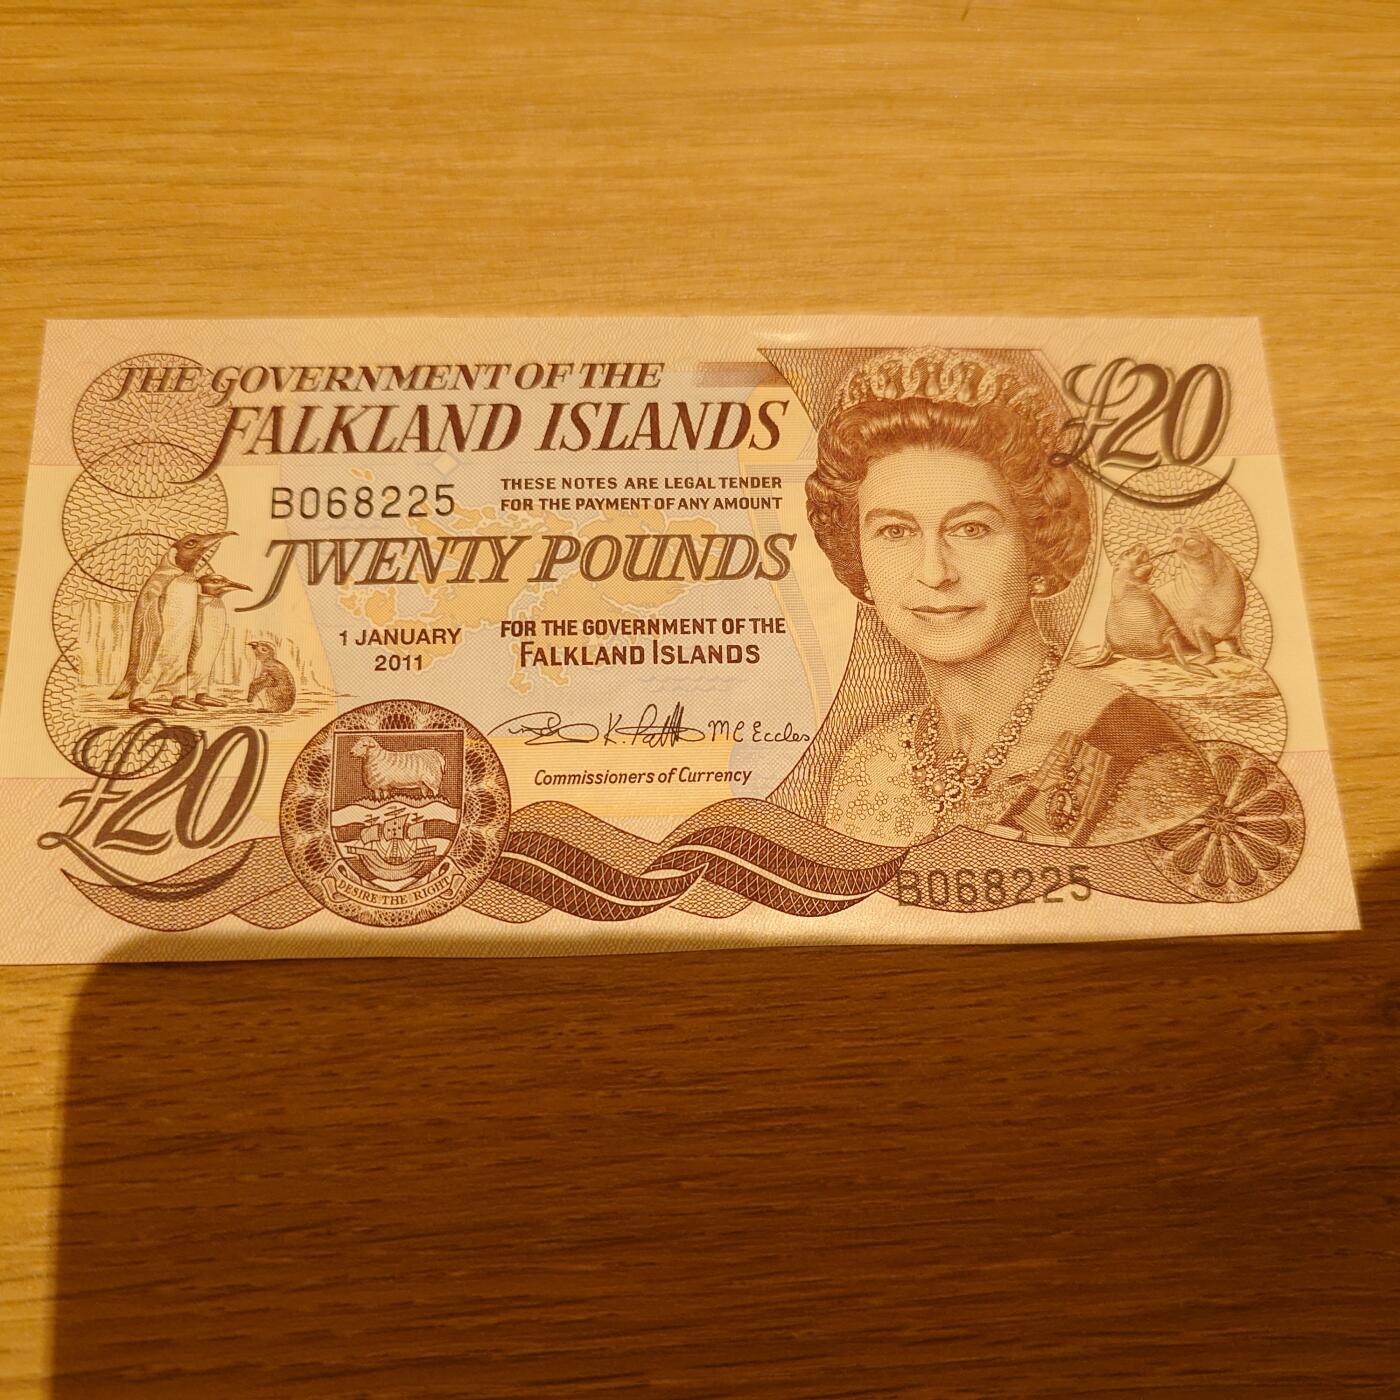 THE GOVERNMENT OF THE
FALKLAND ISLANDS
£20
B068225
THESE NOTES ARE LEGAL TENDER
FOR THE PAYMENT OF ANY AMOUNT
TWENTY POUNDS
1 JANUARY
2011
FOR THE GOVERNMENT OF THE
FALKLAND ISLANDS
£20
MC Eccles
Commissioners of Currency
DESIRE THE RIGHT
B068225